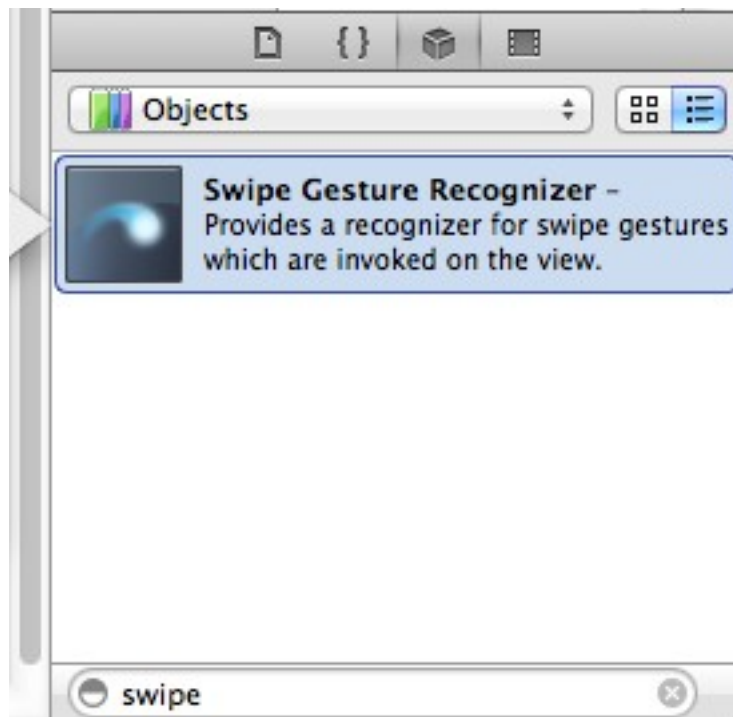 { }
Objects
Swipe Gesture Recognizer –
Provides a recognizer for swipe gestures
which are invoked on the view.
swipe